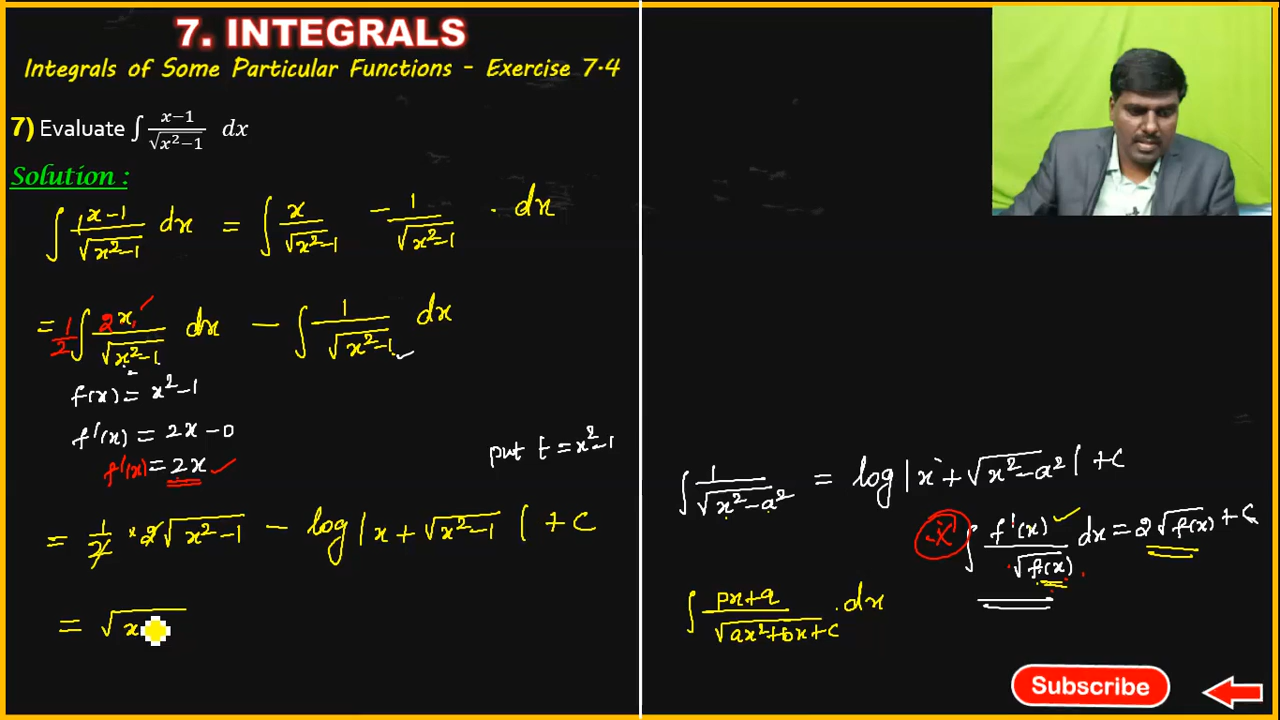 7. INTEGRALS
Integrals of Some Particular Functions - Exercise 7.4
7) Evaluate ∫ x−1/√x²−1 dx
Solution :
∫ x−1/√x²−1 dx = ∫ x/√x²−1 − 1/√x²−1 · dx
= 1/2 ∫ 2x/√x²−1 dx − ∫ 1/√x²−1 dx
f(x) = x²−1
f'(x) = 2x−0
f'(x) = 2x
put t = x²−1
= 1/2 × 2√x²−1 − log|x+√x²−1| + C
= √x
∫ 1/√x²−a² = log|x+√x²−a²| + C
∫ f'(x)/√f(x) dx = 2√f(x) + C
∫ px+q/√ax²+bx+c · dx
Subscribe